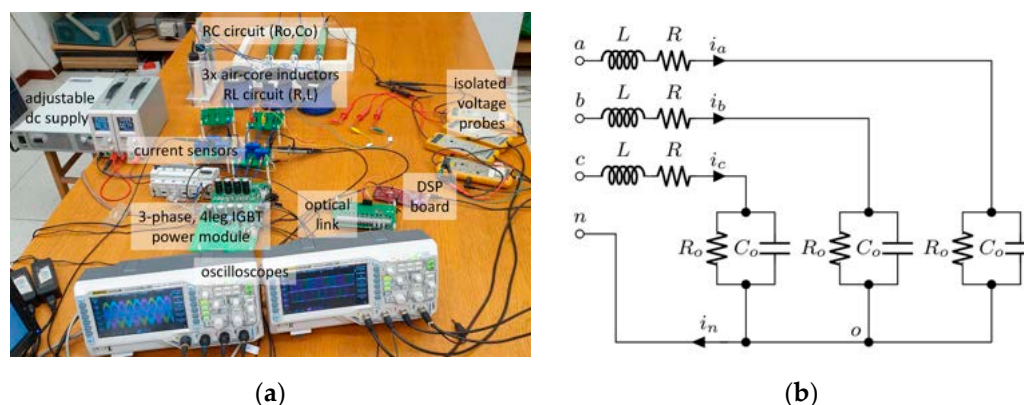 RC circuit (Ro,Co)
3x air-core inductors
RL circuit (R,L)
adjustable
dc supply
isolated
voltage
probes
current sensors
DSP
board
optical
link
3-phase, 4leg IGBT
power module
oscilloscopes
(a)
a L R i_a
b L R i_b
c L R i_c
n
R_o C_o R_o C_o R_o C_o
i_n o
(b)